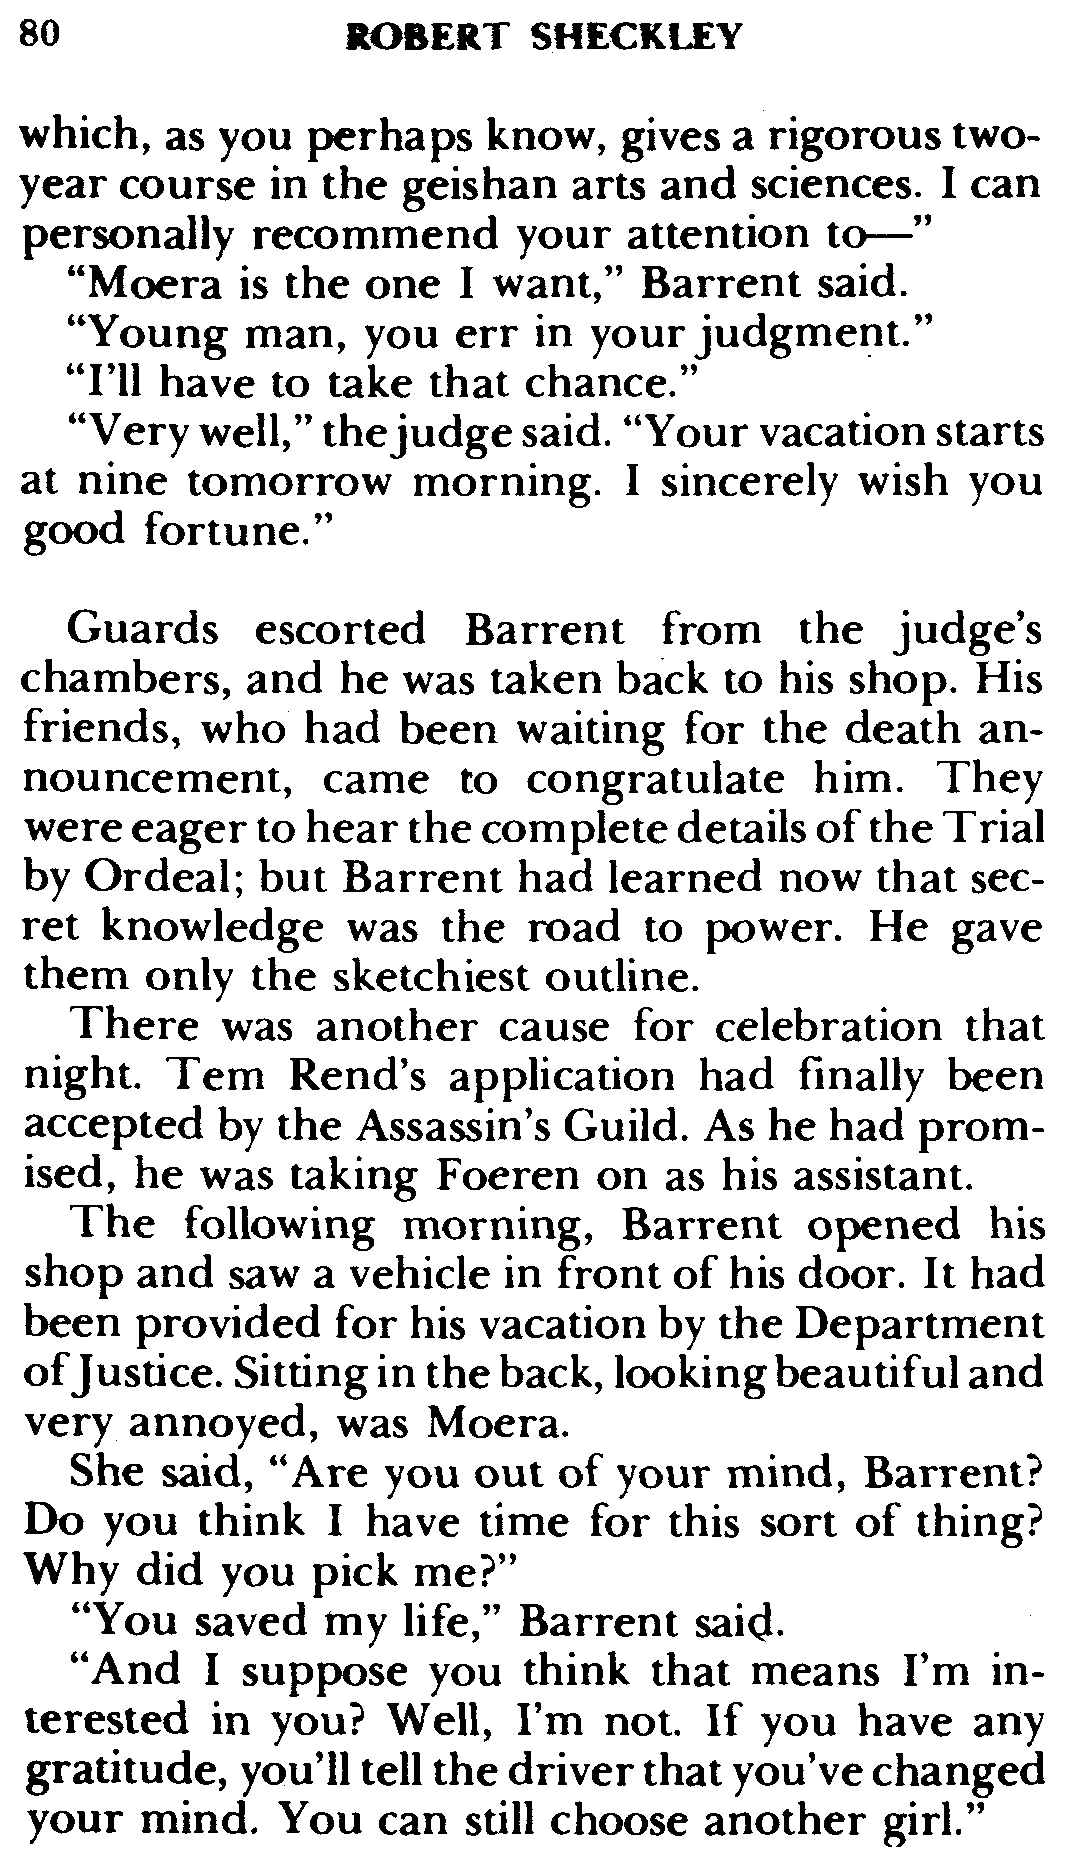 80 ROBERT SHECKLEY
which, as you perhaps know, gives a rigorous two-
year course in the geishan arts and sciences. I can
personally recommend your attention to—”
“Moera is the one I want,” Barrent said.
“Young man, you err in your judgment.”
“I’ll have to take that chance.”
“Very well,” the judge said. “Your vacation starts
at nine tomorrow morning. I sincerely wish you
good fortune.”
Guards escorted Barrent from the judge’s
chambers, and he was taken back to his shop. His
friends, who had been waiting for the death an-
nouncement, came to congratulate him. They
were eager to hear the complete details of the Trial
by Ordeal; but Barrent had learned now that sec-
ret knowledge was the road to power. He gave
them only the sketchiest outline.
There was another cause for celebration that
night. Tem Rend’s application had finally been
accepted by the Assassin’s Guild. As he had prom-
ised, he was taking Foeren on as his assistant.
The following morning, Barrent opened his
shop and saw a vehicle in front of his door. It had
been provided for his vacation by the Department
of Justice. Sitting in the back, looking beautiful and
very annoyed, was Moera.
She said, “Are you out of your mind, Barrent?
Do you think I have time for this sort of thing?
Why did you pick me?”
“You saved my life,” Barrent said.
“And I suppose you think that means I’m in-
terested in you? Well, I’m not. If you have any
gratitude, you’ll tell the driver that you’ve changed
your mind. You can still choose another girl.”